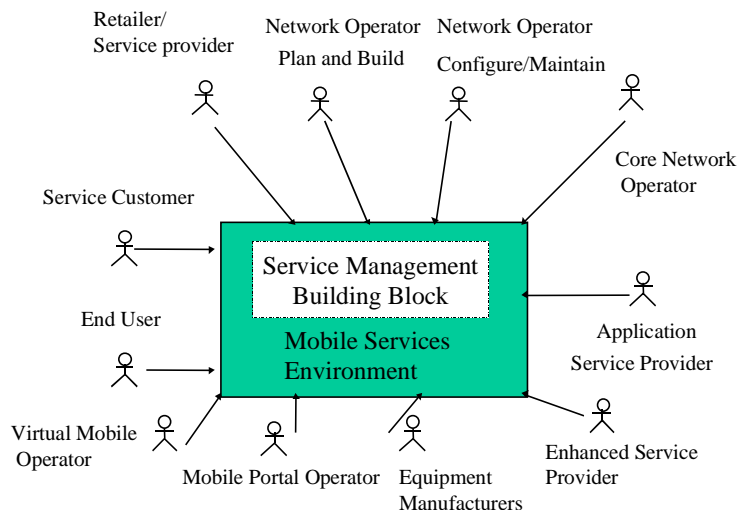 Retailer/
Service provider
Network Operator
Plan and Build
Network Operator
Configure/Maintain
Core Network
Operator
Service Customer
Service Management
Building Block
End User
Mobile Services
Environment
Application
Service Provider
Virtual Mobile
Operator
Mobile Portal Operator
Equipment
Manufacturers
Enhanced Service
Provider